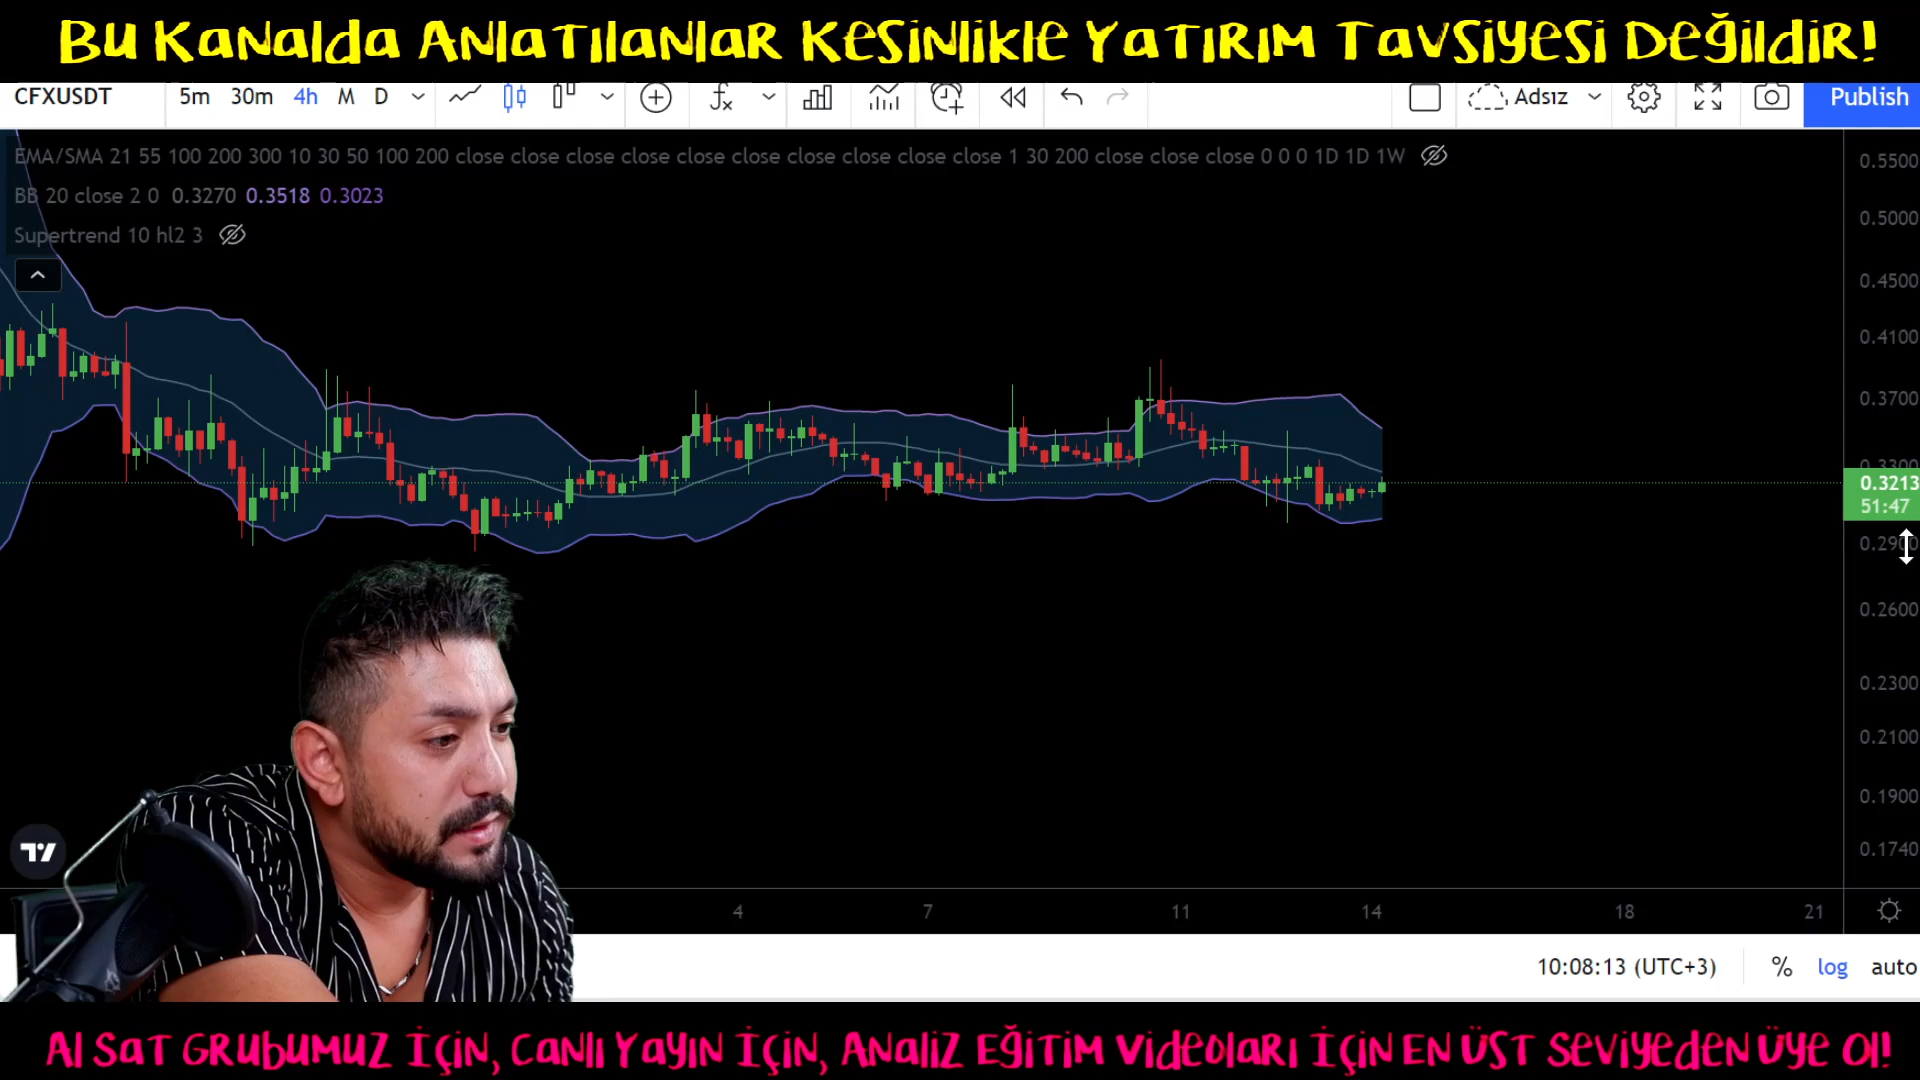 Bu Kanalda Anlatılanlar Kesinlikle Yatırım Tavsiyesi Değildir!
CFXUSDT 5m 30m 4h M D Adsız Publish
EMA/SMA 21 55 100 200 300 10 30 50 100 200 close close close close close close close close close close 1 30 200 close close close 0 0 0 1D 1D 1W
BB 20 close 2 0 0.3270 0.3518 0.3023
Supertrend 10 hl2 3
0.5500
0.5000
0.4500
0.4100
0.3700
0.3300
0.3213
51:47
0.2900
0.2600
0.2300
0.2100
0.1900
0.1740
4 7 11 14 18 21
10:08:13 (UTC+3) % log auto
Al Sat Grubumuz İçin, Canlı Yayın İçin, Analiz Eğitim Videoları İçin En Üst Seviyeden Üye Ol!